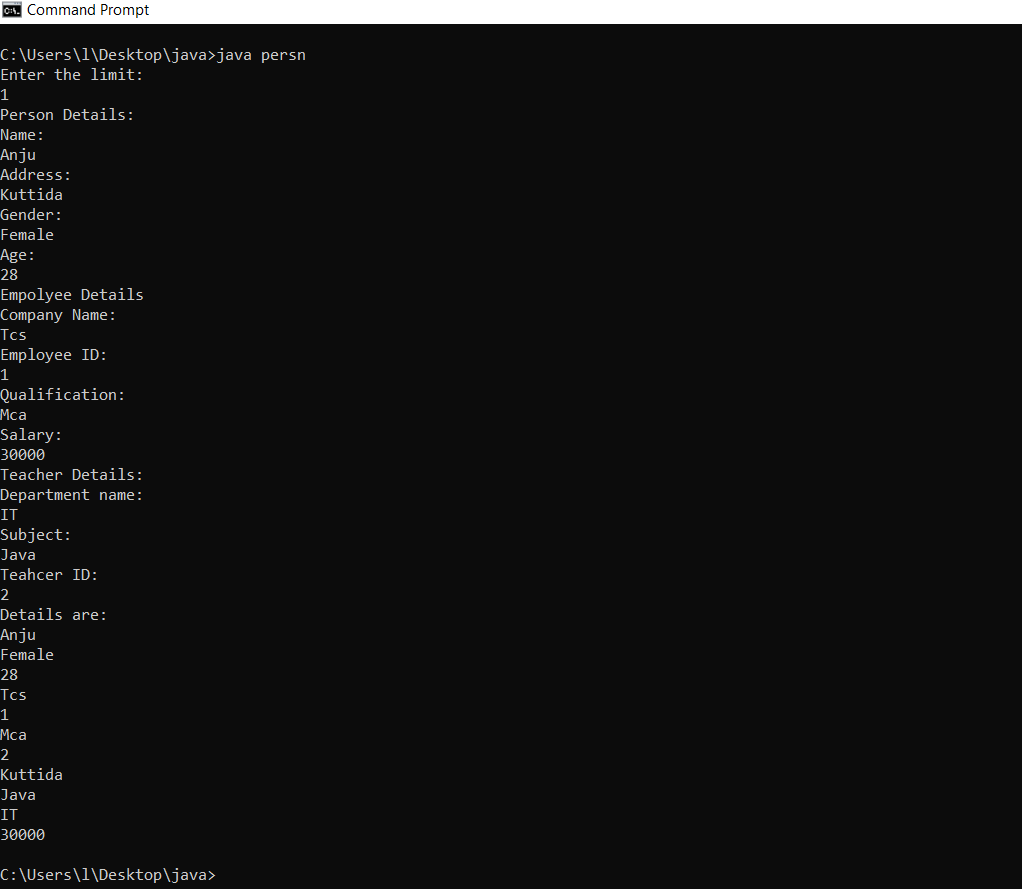 Command Prompt
C:\Users\l\Desktop\java>java persn
Enter the limit:
1
Person Details:
Name:
Anju
Address:
Kuttida
Gender:
Female
Age:
28
Empolyee Details
Company Name:
Tcs
Employee ID:
1
Qualification:
Mca
Salary:
30000
Teacher Details:
Department name:
IT
Subject:
Java
Teahcer ID:
2
Details are:
Anju
Female
28
Tcs
1
Mca
2
Kuttida
Java
IT
30000
C:\Users\l\Desktop\java>